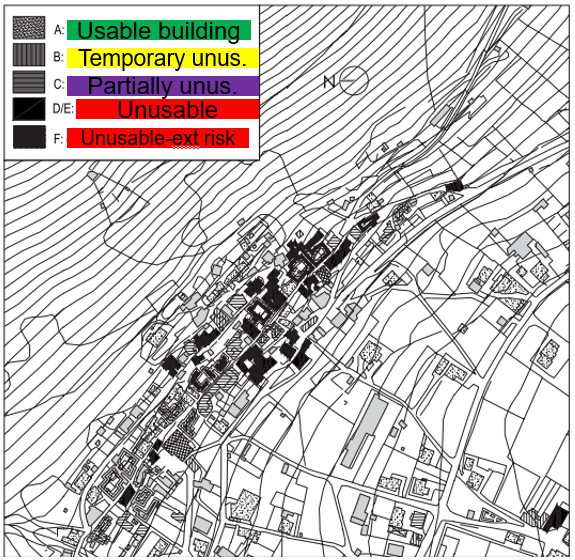 A: Usable building
B: Temporary unus.
C: Partially unus.
D/E: Unusable
F: Unusable-ext risk
N